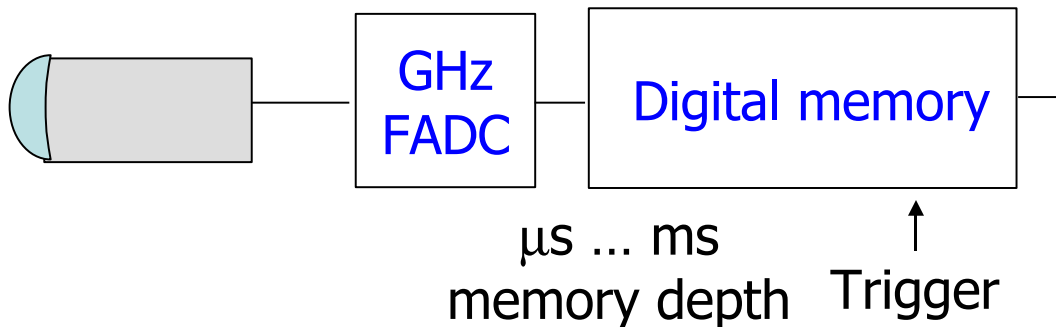 GHz
FADC
Digital memory
μs ... ms
memory depth
Trigger